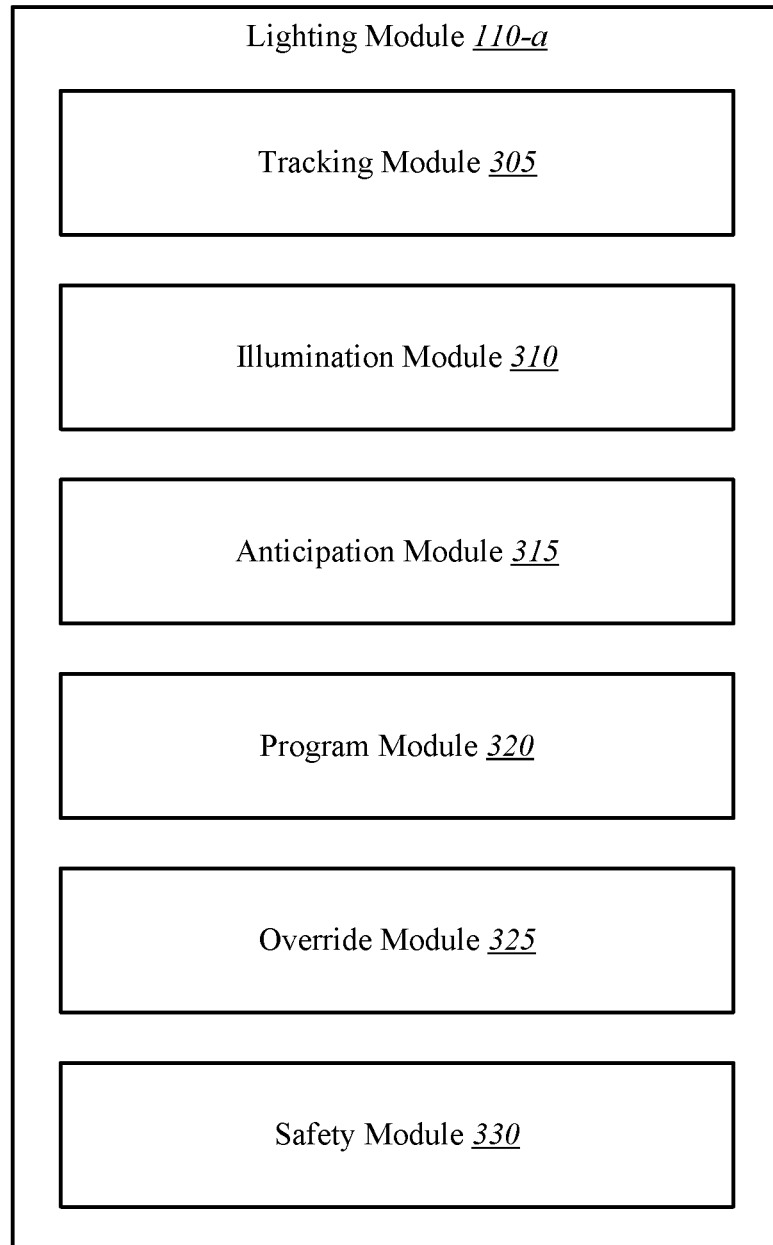 Lighting Module 110-a
Tracking Module 305
Illumination Module 310
Anticipation Module 315
Program Module 320
Override Module 325
Safety Module 330